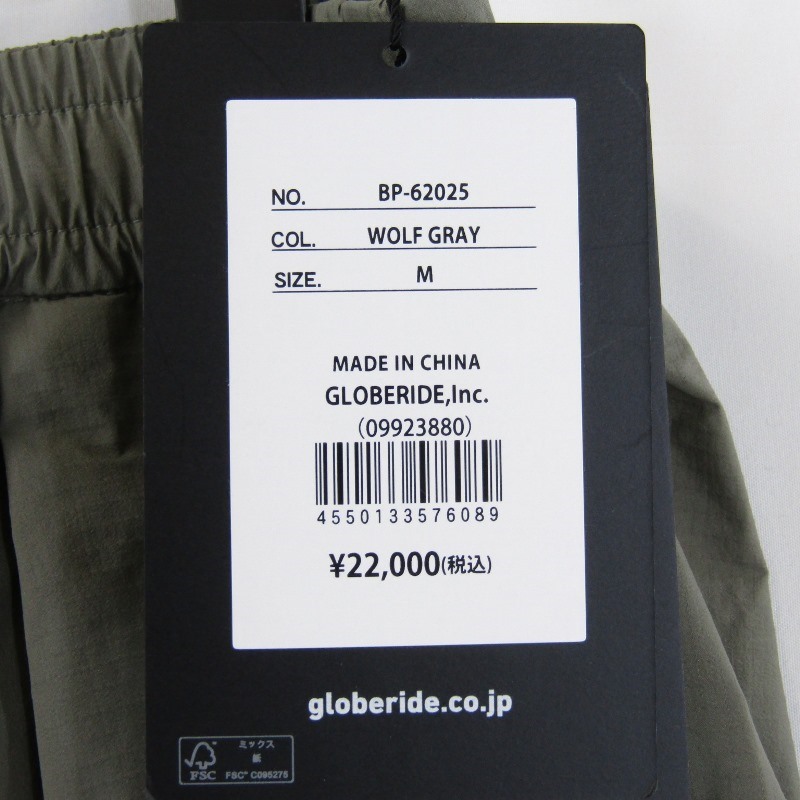 NO. BP-62025
COL. WOLF GRAY
SIZE. M
MADE IN CHINA
GLOBERIDE,Inc.
(09923880)
4550133576089
¥22,000(税込)
globeride.co.jp
FSC
ミックス
紙
FSC® C095275